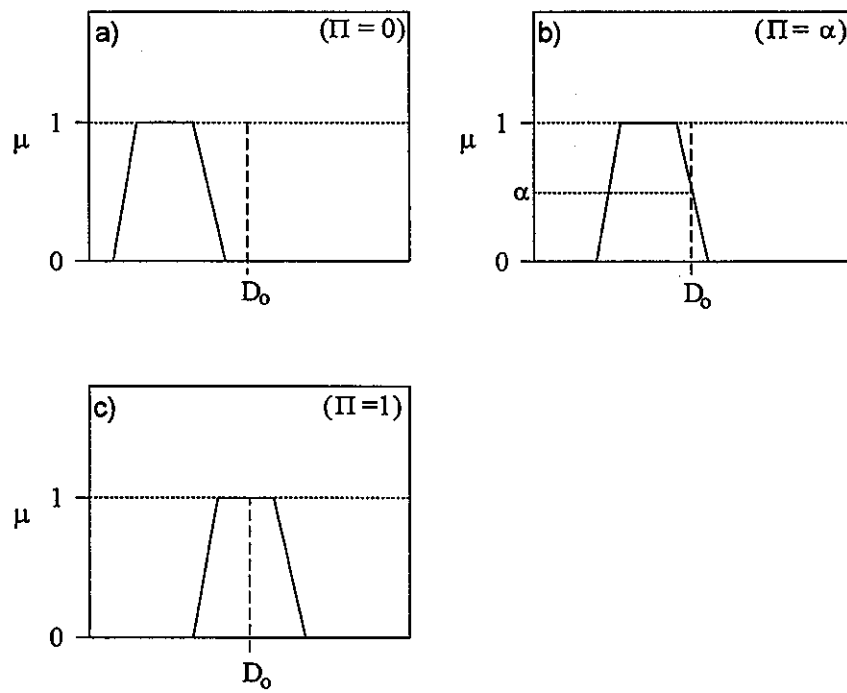 a) (Π = 0)
1
μ
0
D₀
b) (Π = α)
1
μ
α
0
D₀
c) (Π =1)
1
μ
0
D₀